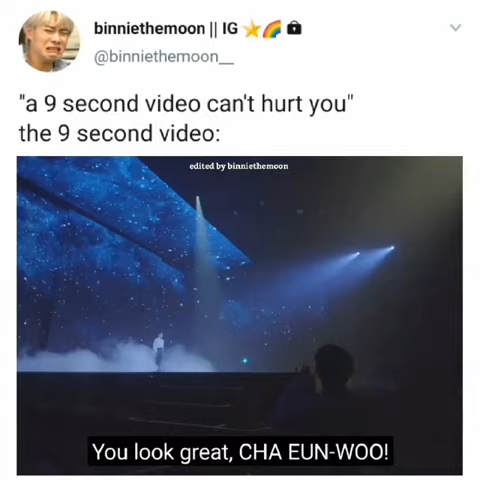 binniethemoon || IG ⭐🌈
@binniethemoon__
"a 9 second video can't hurt you"
the 9 second video:
edited by binniethemoon
You look great, CHA EUN-WOO!